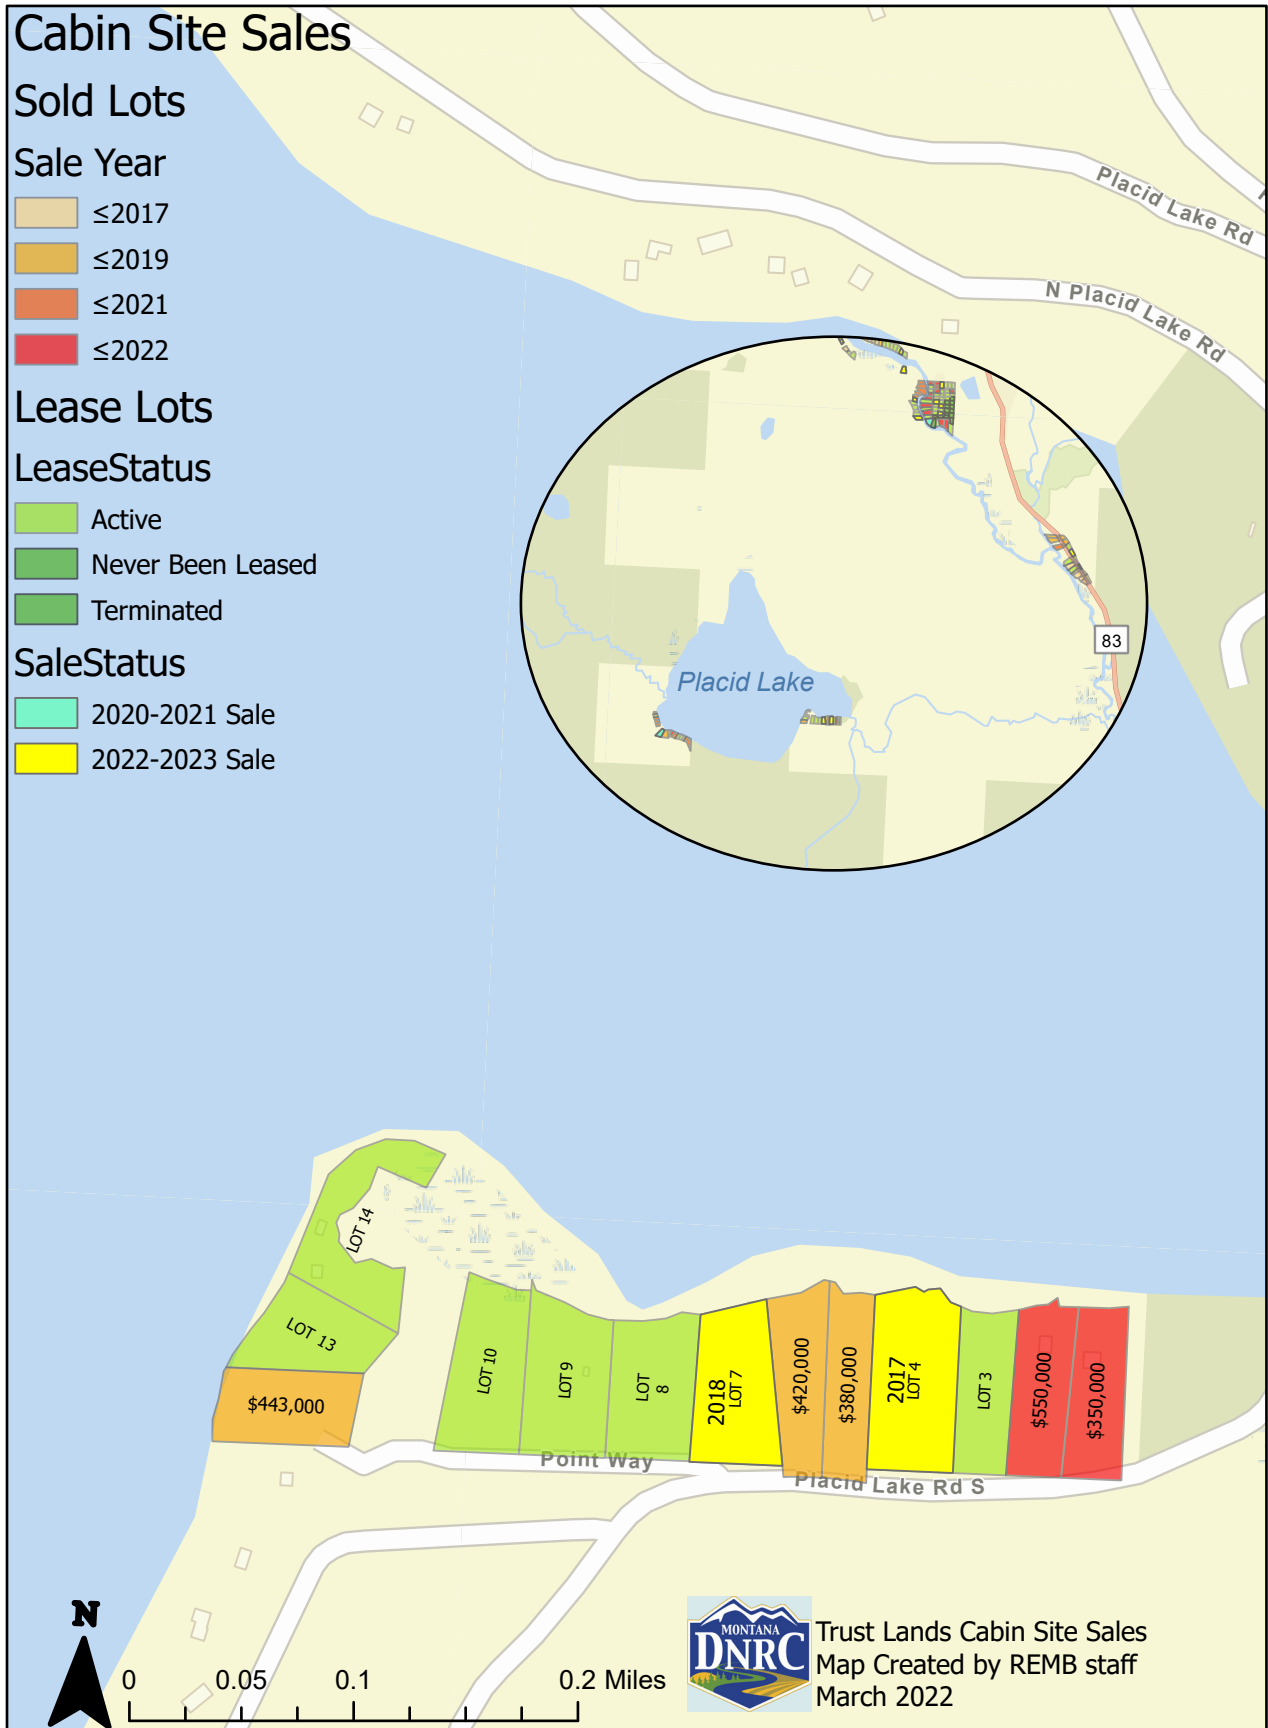 Cabin Site Sales
Sold Lots
Sale Year
≤2017
≤2019
≤2021
≤2022
Lease Lots
LeaseStatus
Active
Never Been Leased
Terminated
SaleStatus
2020-2021 Sale
2022-2023 Sale
Placid Lake Rd
N Placid Lake Rd
83
Placid Lake
LOT 14
LOT 13
$443,000
LOT 10
LOT 9
LOT
8
2018
LOT 7
$420,000
$380,000
2017
LOT 4
LOT 3
$550,000
$350,000
Point Way
Placid Lake Rd S
N
0 0.05 0.1 0.2 Miles
MONTANA
DNRC
Trust Lands Cabin Site Sales
Map Created by REMB staff
March 2022